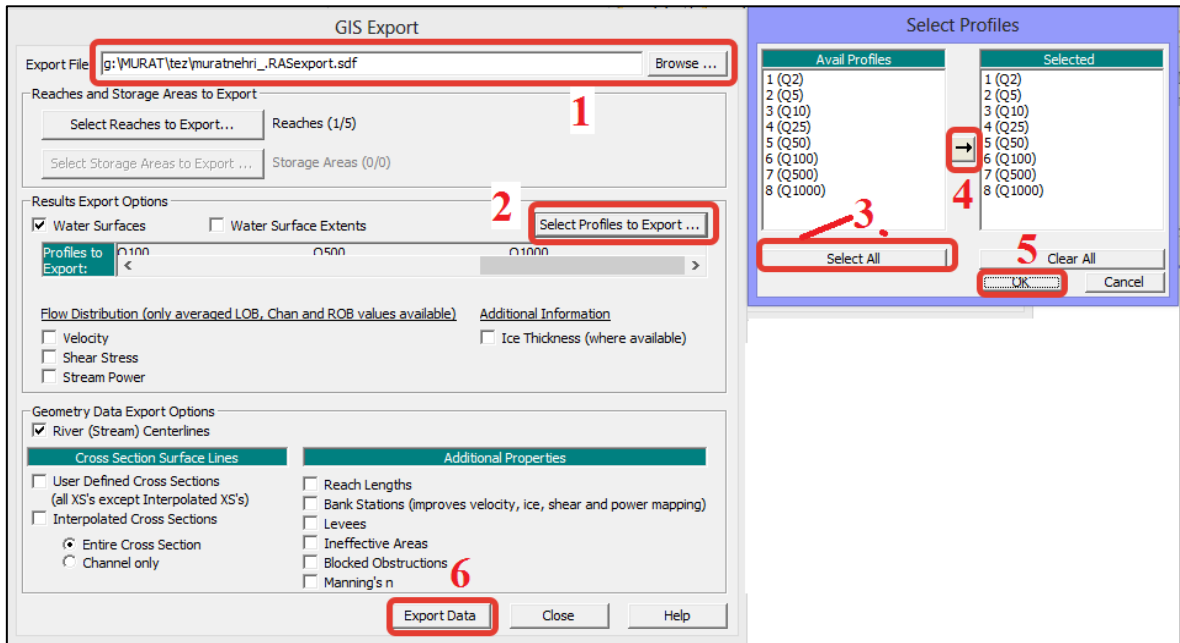 GIS Export
Export File g:\MURAT\tez\muratnehri_.RASexport.sdf Browse ...
1
Reaches and Storage Areas to Export
Select Reaches to Export... Reaches (1/5)
Select Storage Areas to Export ... Storage Areas (0/0)
Results Export Options
2
Water Surfaces Water Surface Extents Select Profiles to Export ...
Profiles to Export: Q100 Q500 Q1000
Flow Distribution (only averaged LOB, Chan and ROB values available) Additional Information
Velocity Ice Thickness (where available)
Shear Stress
Stream Power
Geometry Data Export Options
River (Stream) Centerlines
Cross Section Surface Lines Additional Properties
User Defined Cross Sections Reach Lengths
(all XS's except Interpolated XS's) Bank Stations (improves velocity, ice, shear and power mapping)
Interpolated Cross Sections Levees
Entire Cross Section Ineffective Areas
Channel only Blocked Obstructions
Manning's n
6
Export Data Close Help
Select Profiles
Avail Profiles Selected
1 (Q2) 1 (Q2)
2 (Q5) 2 (Q5)
3 (Q10) 3 (Q10)
4 (Q25) 4 (Q25)
5 (Q50) 5 (Q50)
6 (Q100) 6 (Q100)
7 (Q500) 7 (Q500)
8 (Q1000) 8 (Q1000)
4
3
5
Select All Clear All
OK Cancel